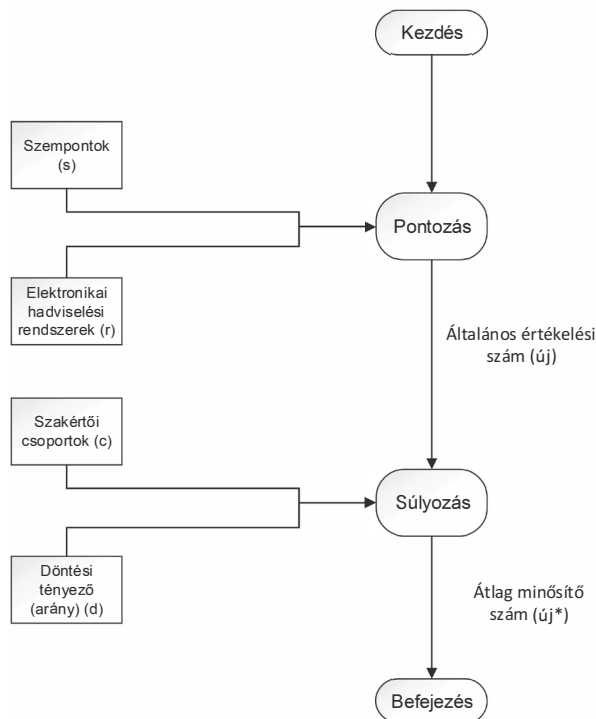 Kezdés
Szempontok
(s)
Pontozás
Elektronikai
hadviselési
rendszerek (r)
Általános értékelési
szám (új)
Szakértői
csoportok (c)
Súlyozás
Döntési
tényező
(arány) (d)
Átlag minősítő
szám (új*)
Befejezés